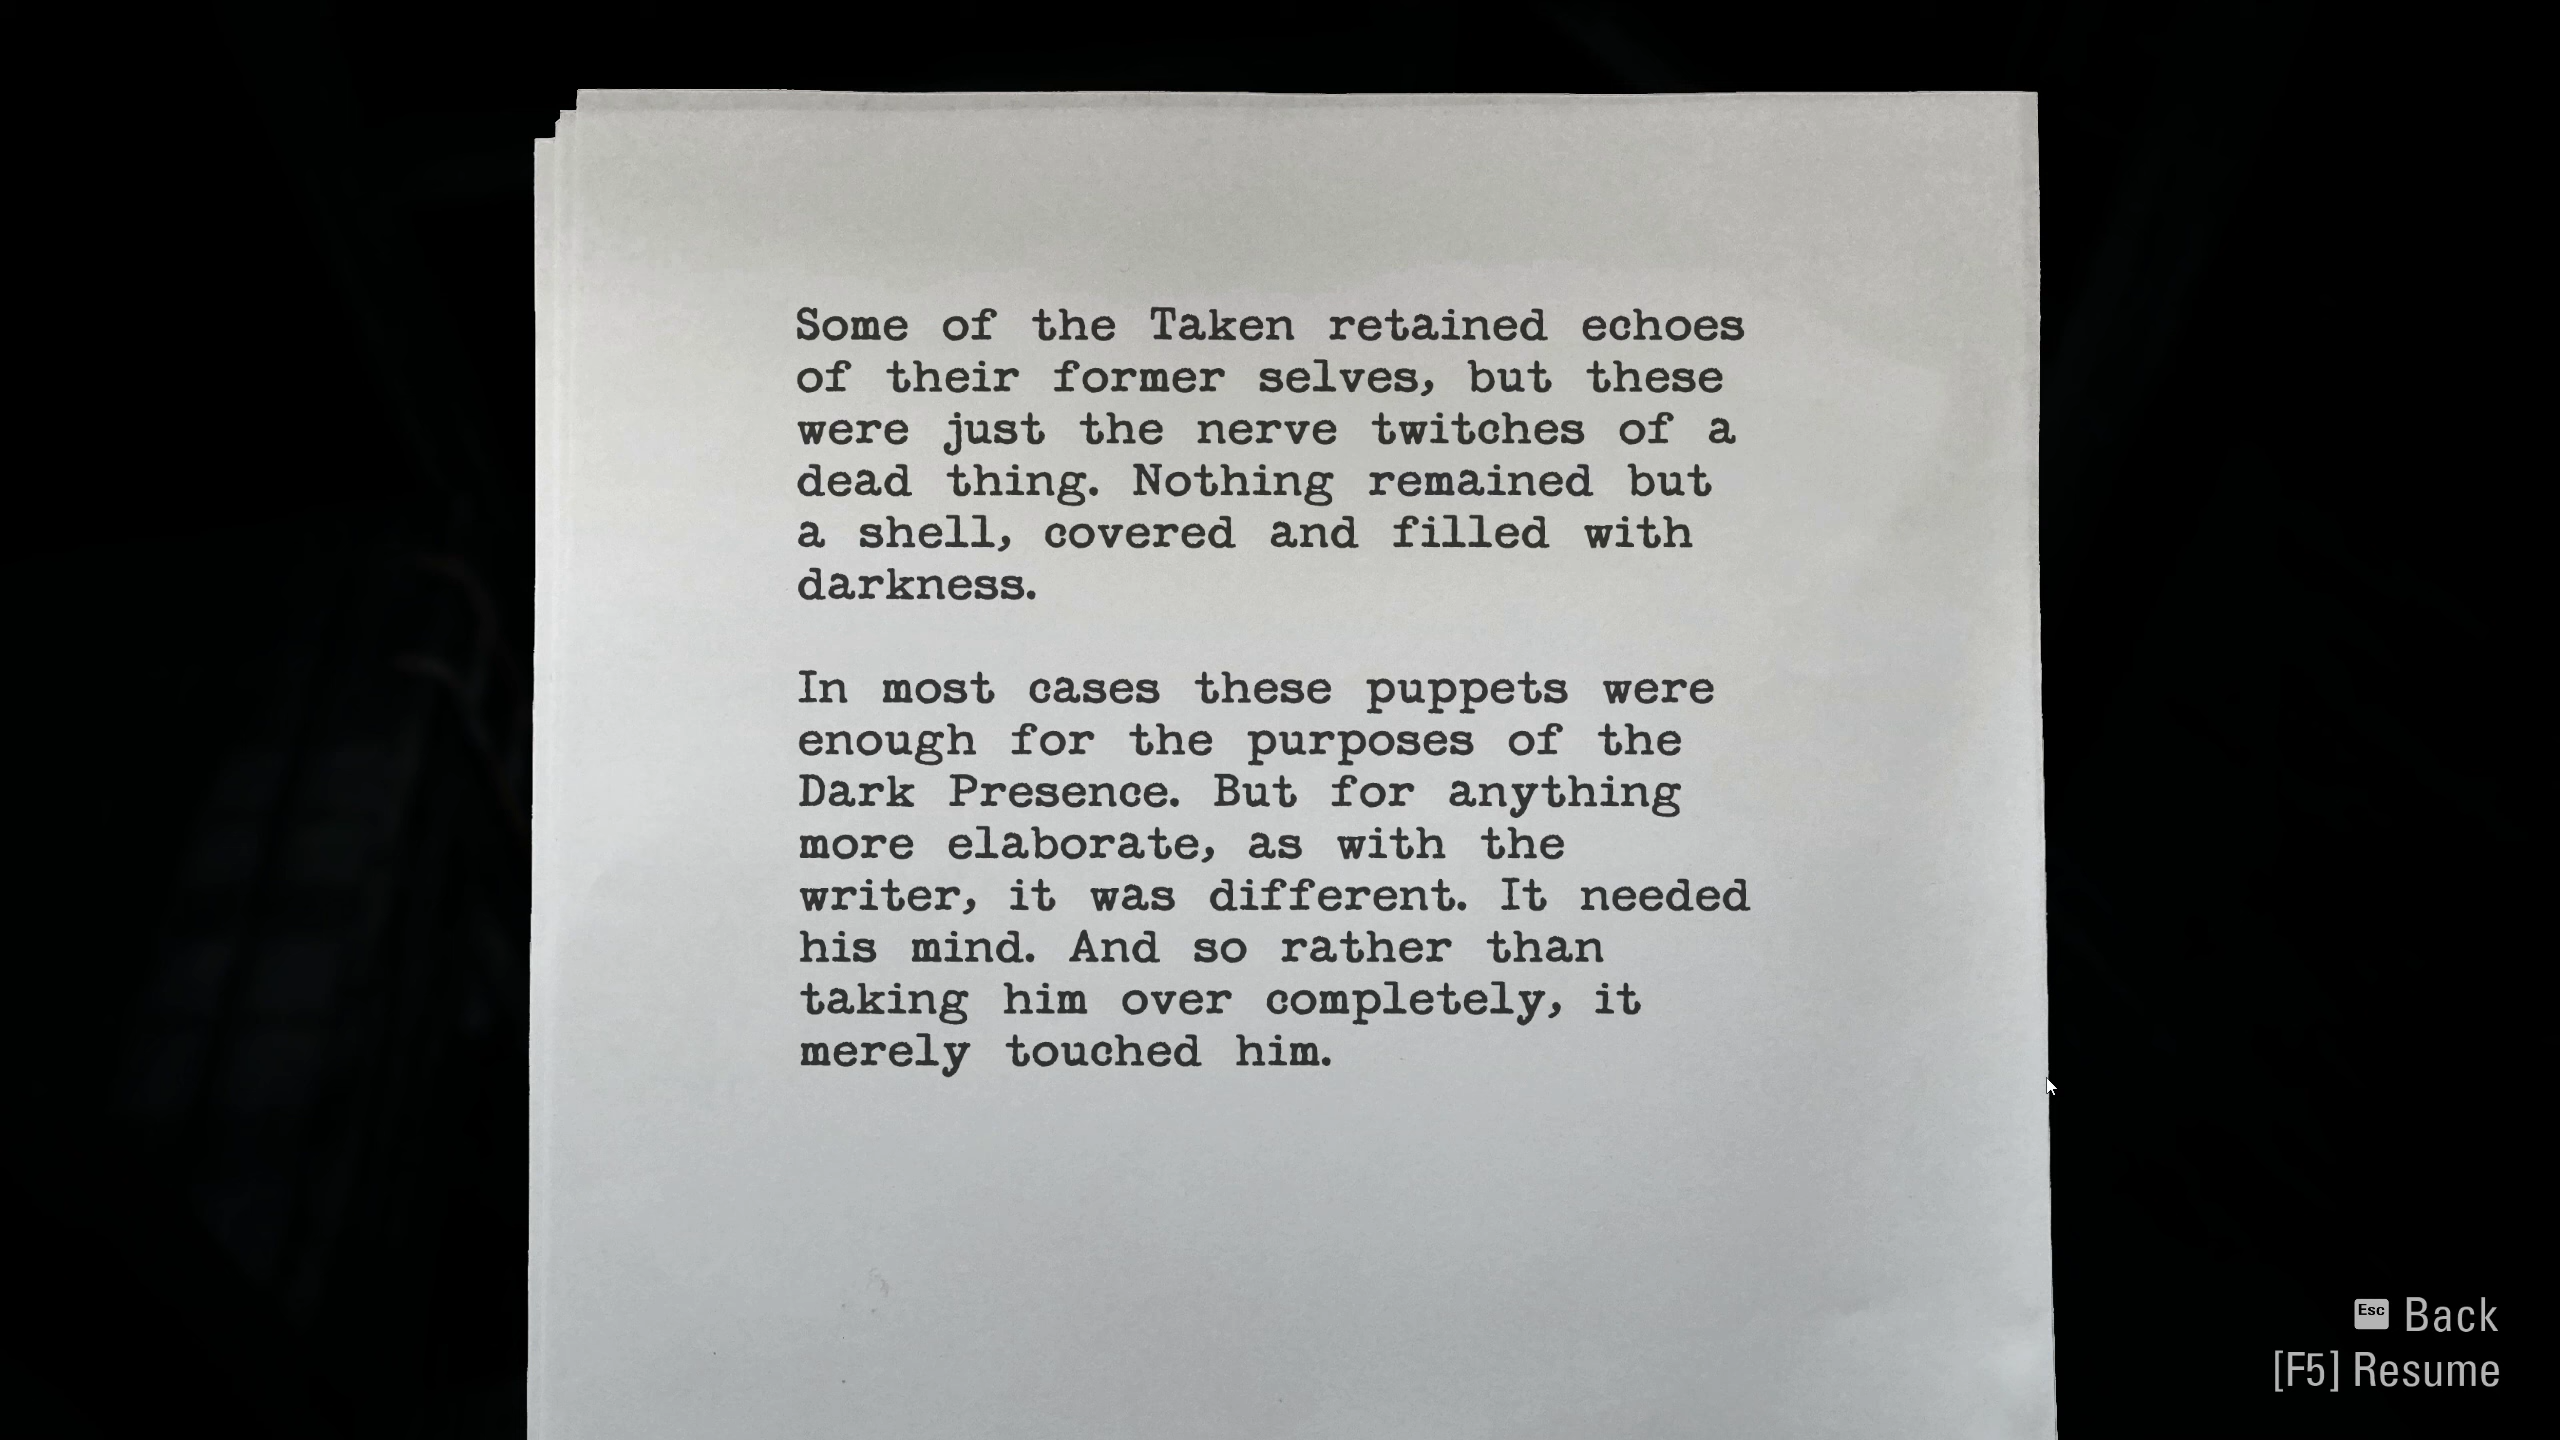 Some of the Taken retained echoes
of their former selves, but these
were just the nerve twitches of a
dead thing. Nothing remained but
a shell, covered and filled with
darkness.
In most cases these puppets were
enough for the purposes of the
Dark Presence. But for anything
more elaborate, as with the
writer, it was different. It needed
his mind. And so rather than
taking him over completely, it
merely touched him.
Esc Back
[F5] Resume